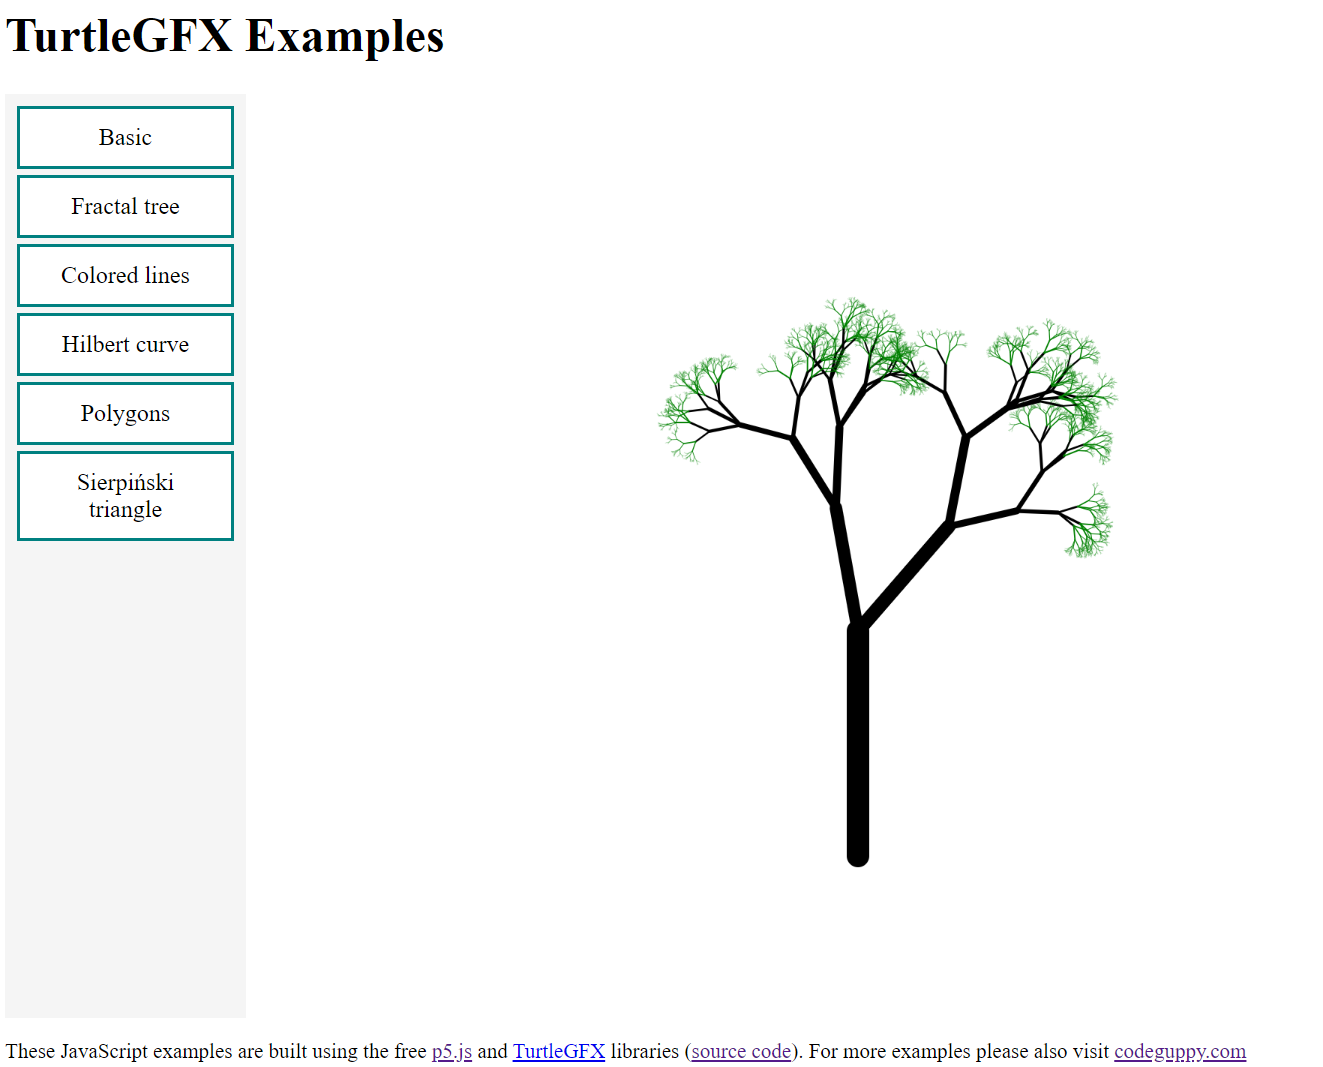 TurtleGFX Examples
Basic
Fractal tree
Colored lines
Hilbert curve
Polygons
Sierpiński
triangle
These JavaScript examples are built using the free p5.js and TurtleGFX libraries (source code). For more examples please also visit codeguppy.com